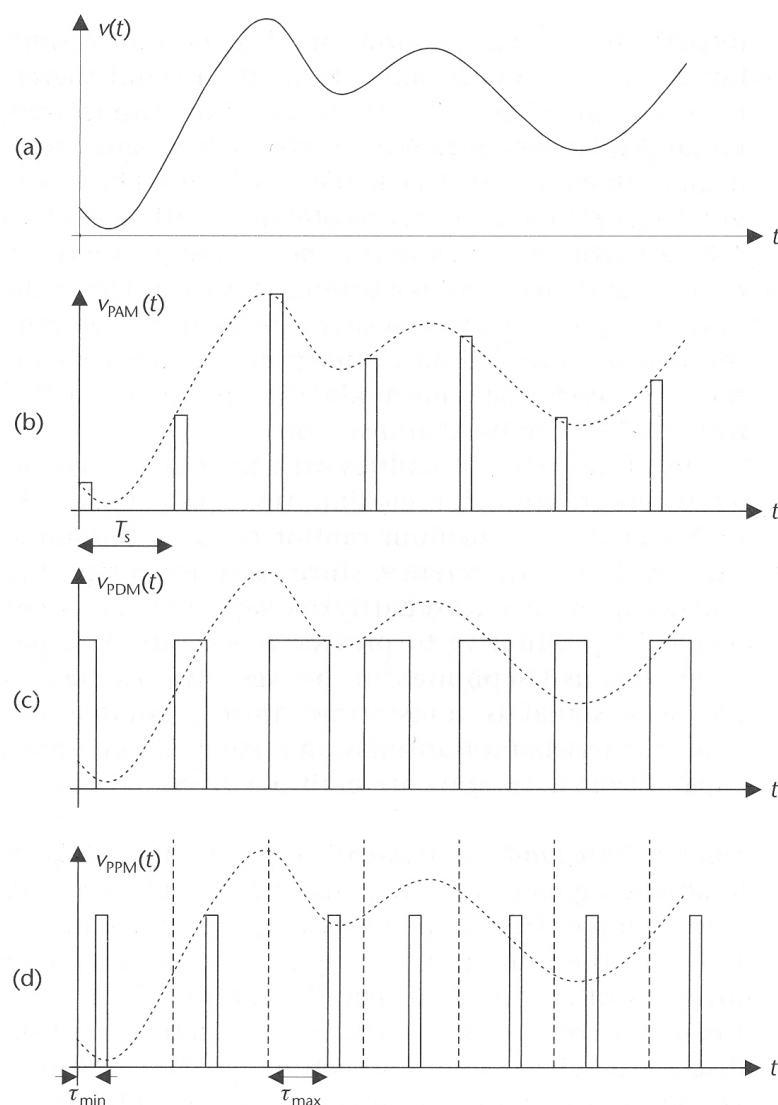 v(t)
(a)
t
v_PAM(t)
(b)
t
T_s
v_PDM(t)
(c)
t
v_PPM(t)
(d)
t
τ_min
τ_max